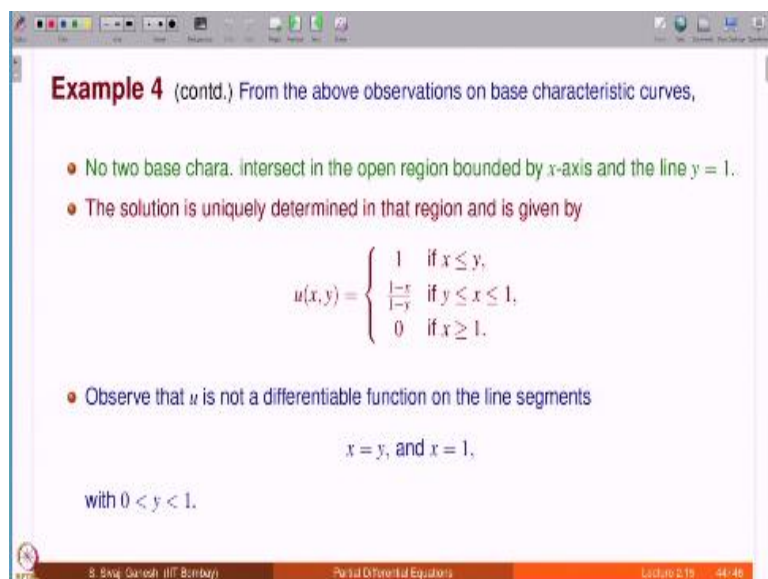 Example 4 (contd.) From the above observations on base characteristic curves,
No two base chara. intersect in the open region bounded by x-axis and the line y = 1.
The solution is uniquely determined in that region and is given by
u(x, y) = { 1 if x ≤ y,
(1−x)/(1−y) if y ≤ x ≤ 1,
0 if x ≥ 1.
Observe that u is not a differentiable function on the line segments
x = y, and x = 1,
with 0 < y < 1.
S. Sivaji Ganesh (IIT Bombay) Partial Differential Equations Lecture 2.15 44/46